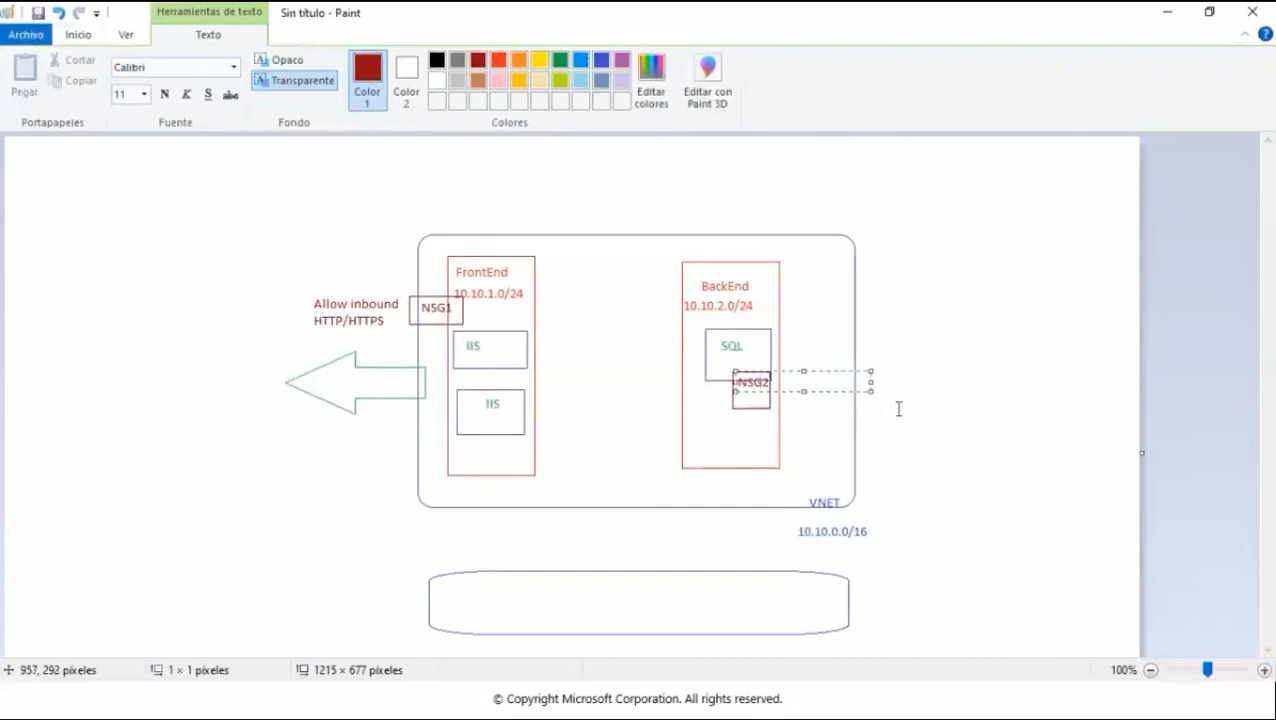 Herramientas de texto
Sin título - Paint
Archivo
Inicio
Ver
Texto
Pegar
Cortar
Copiar
Portapapeles
Calibri
11
N K S abc
Fuente
Opaco
Transparente
Fondo
Color 1
Color 2
Editar colores
Editar con Paint 3D
Colores
FrontEnd
10.10.1.0/24
Allow inbound
HTTP/HTTPS
NSG1
IIS
IIS
BackEnd
10.10.2.0/24
SQL
NSG2
VNET
10.10.0.0/16
957, 292 píxeles
1 × 1 píxeles
1215 × 677 píxeles
100%
© Copyright Microsoft Corporation. All rights reserved.